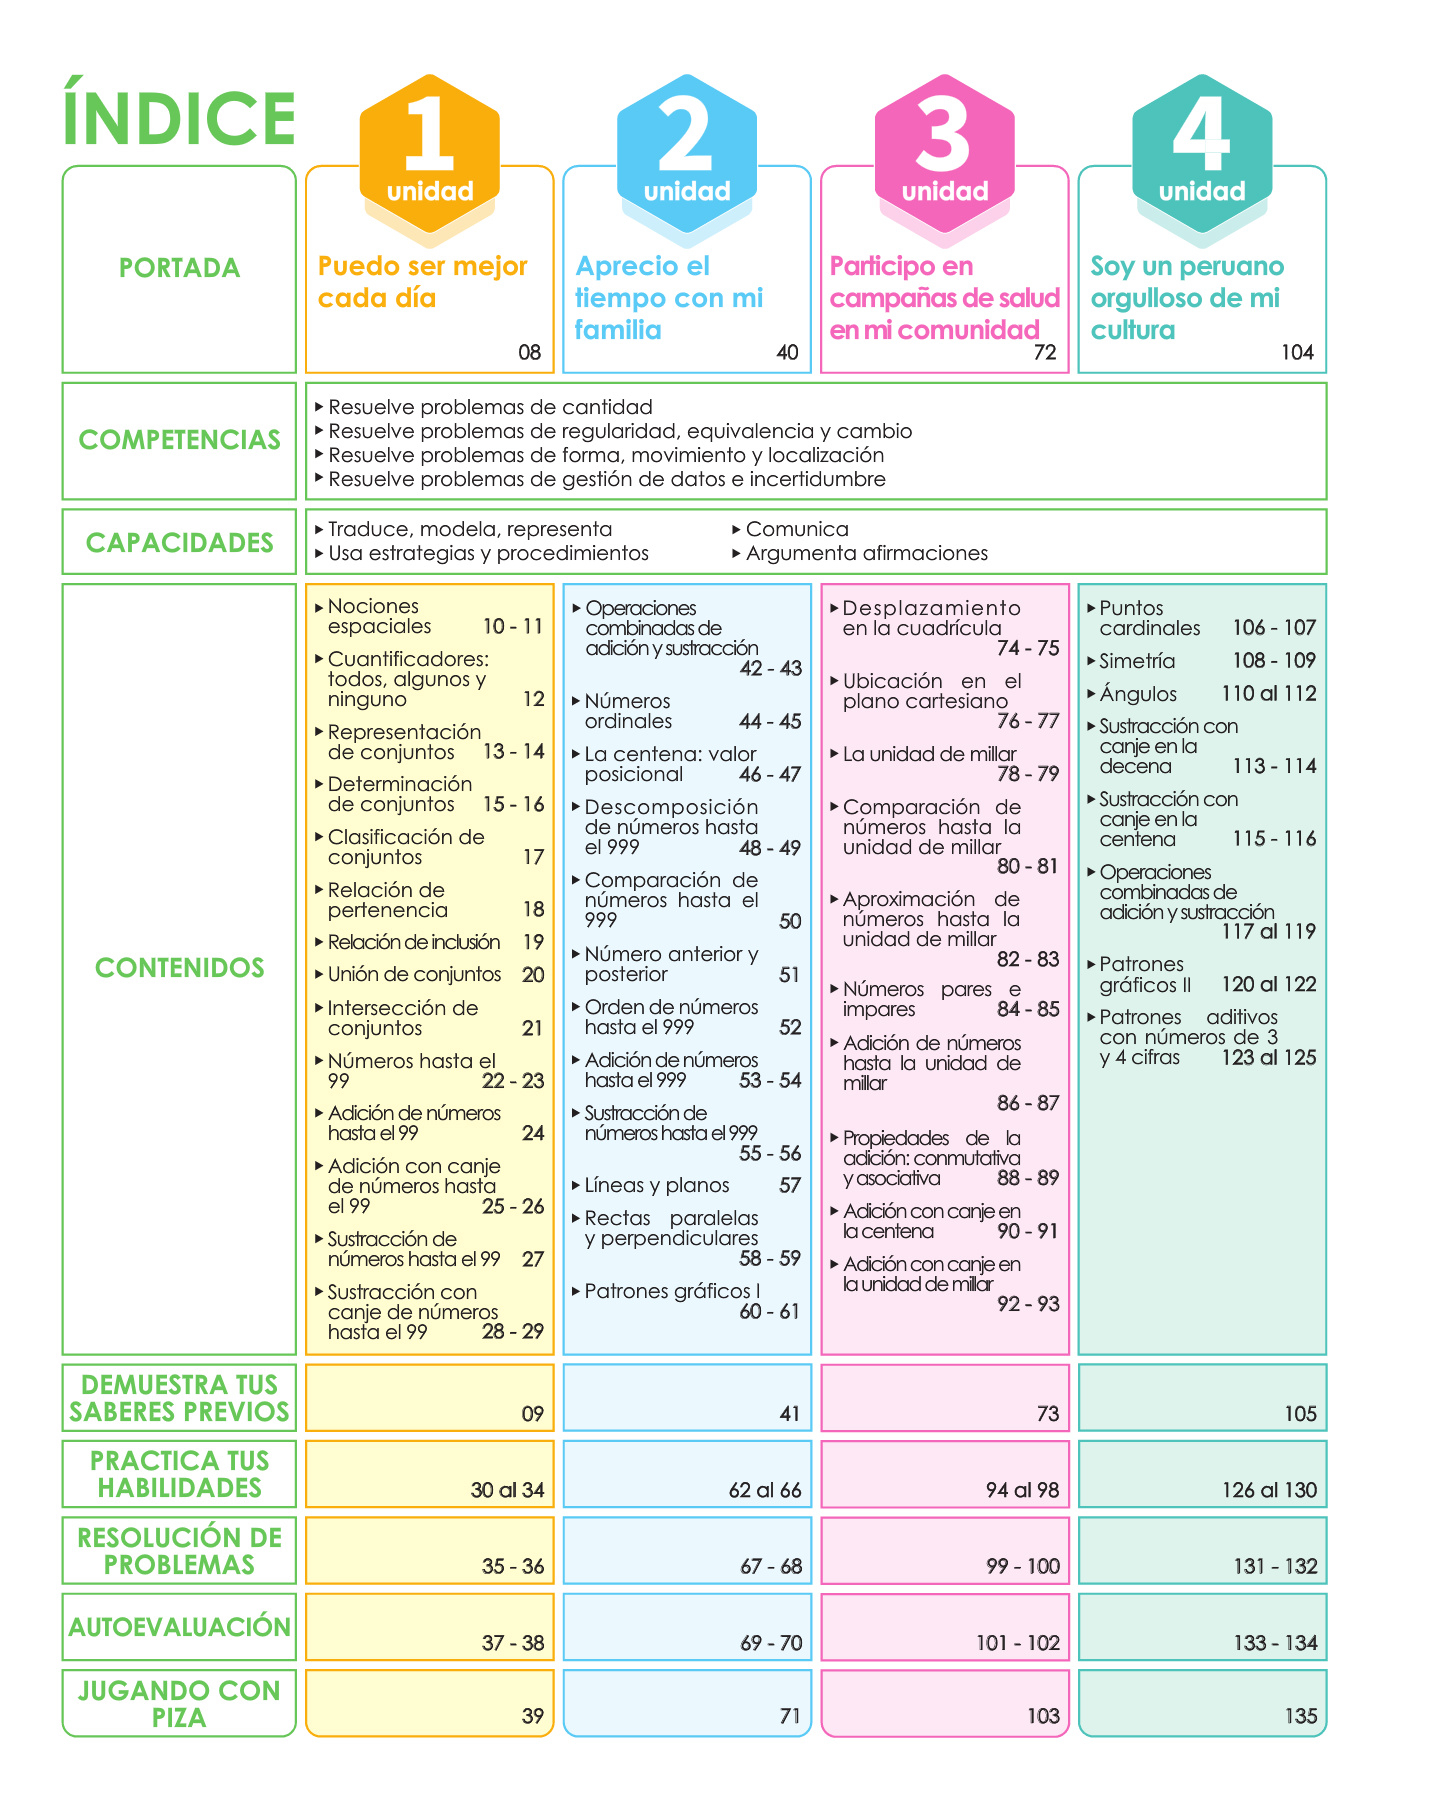 ÍNDICE
1
unidad
2
unidad
3
unidad
4
unidad
PORTADA
Puedo ser mejor
cada día
08
Aprecio el
tiempo con mi
familia
40
Participo en
campañas de salud
en mi comunidad
72
Soy un peruano
orgulloso de mi
cultura
104
COMPETENCIAS
Resuelve problemas de cantidad
Resuelve problemas de regularidad, equivalencia y cambio
Resuelve problemas de forma, movimiento y localización
Resuelve problemas de gestión de datos e incertidumbre
CAPACIDADES
Traduce, modela, representa
Usa estrategias y procedimientos
Comunica
Argumenta afirmaciones
CONTENIDOS
Nociones
espaciales 10 - 11
Cuantificadores:
todos, algunos y
ninguno 12
Representación
de conjuntos 13 - 14
Determinación
de conjuntos 15 - 16
Clasificación de
conjuntos 17
Relación de
pertenencia 18
Relación de inclusión 19
Unión de conjuntos 20
Intersección de
conjuntos 21
Números hasta el
99 22 - 23
Adición de números
hasta el 99 24
Adición con canje
de números hasta
el 99 25 - 26
Sustracción de
números hasta el 99 27
Sustracción con
canje de números
hasta el 99 28 - 29
Operaciones
combinadas de
adición y sustracción
42 - 43
Números
ordinales 44 - 45
La centena: valor
posicional 46 - 47
Descomposición
de números hasta
el 999 48 - 49
Comparación de
números hasta el
999 50
Número anterior y
posterior 51
Orden de números
hasta el 999 52
Adición de números
hasta el 999 53 - 54
Sustracción de
números hasta el 999
55 - 56
Líneas y planos 57
Rectas paralelas
y perpendiculares
58 - 59
Patrones gráficos I
60 - 61
Desplazamiento
en la cuadrícula
74 - 75
Ubicación en el
plano cartesiano
76 - 77
La unidad de millar
78 - 79
Comparación de
números hasta la
unidad de millar
80 - 81
Aproximación de
números hasta la
unidad de millar
82 - 83
Números pares e
impares 84 - 85
Adición de números
hasta la unidad de
millar
86 - 87
Propiedades de la
adición: conmutativa
y asociativa 88 - 89
Adición con canje en
la centena 90 - 91
Adición con canje en
la unidad de millar
92 - 93
Puntos
cardinales 106 - 107
Simetría 108 - 109
Ángulos 110 al 112
Sustracción con
canje en la
decena 113 - 114
Sustracción con
canje en la
centena 115 - 116
Operaciones
combinadas de
adición y sustracción
117 al 119
Patrones
gráficos II 120 al 122
Patrones aditivos
con números de 3
y 4 cifras 123 al 125
DEMUESTRA TUS
SABERES PREVIOS
09
41
73
105
PRACTICA TUS
HABILIDADES
30 al 34
62 al 66
94 al 98
126 al 130
RESOLUCIÓN DE
PROBLEMAS
35 - 36
67 - 68
99 - 100
131 - 132
AUTOEVALUACIÓN
37 - 38
69 - 70
101 - 102
133 - 134
JUGANDO CON
PIZA
39
71
103
135